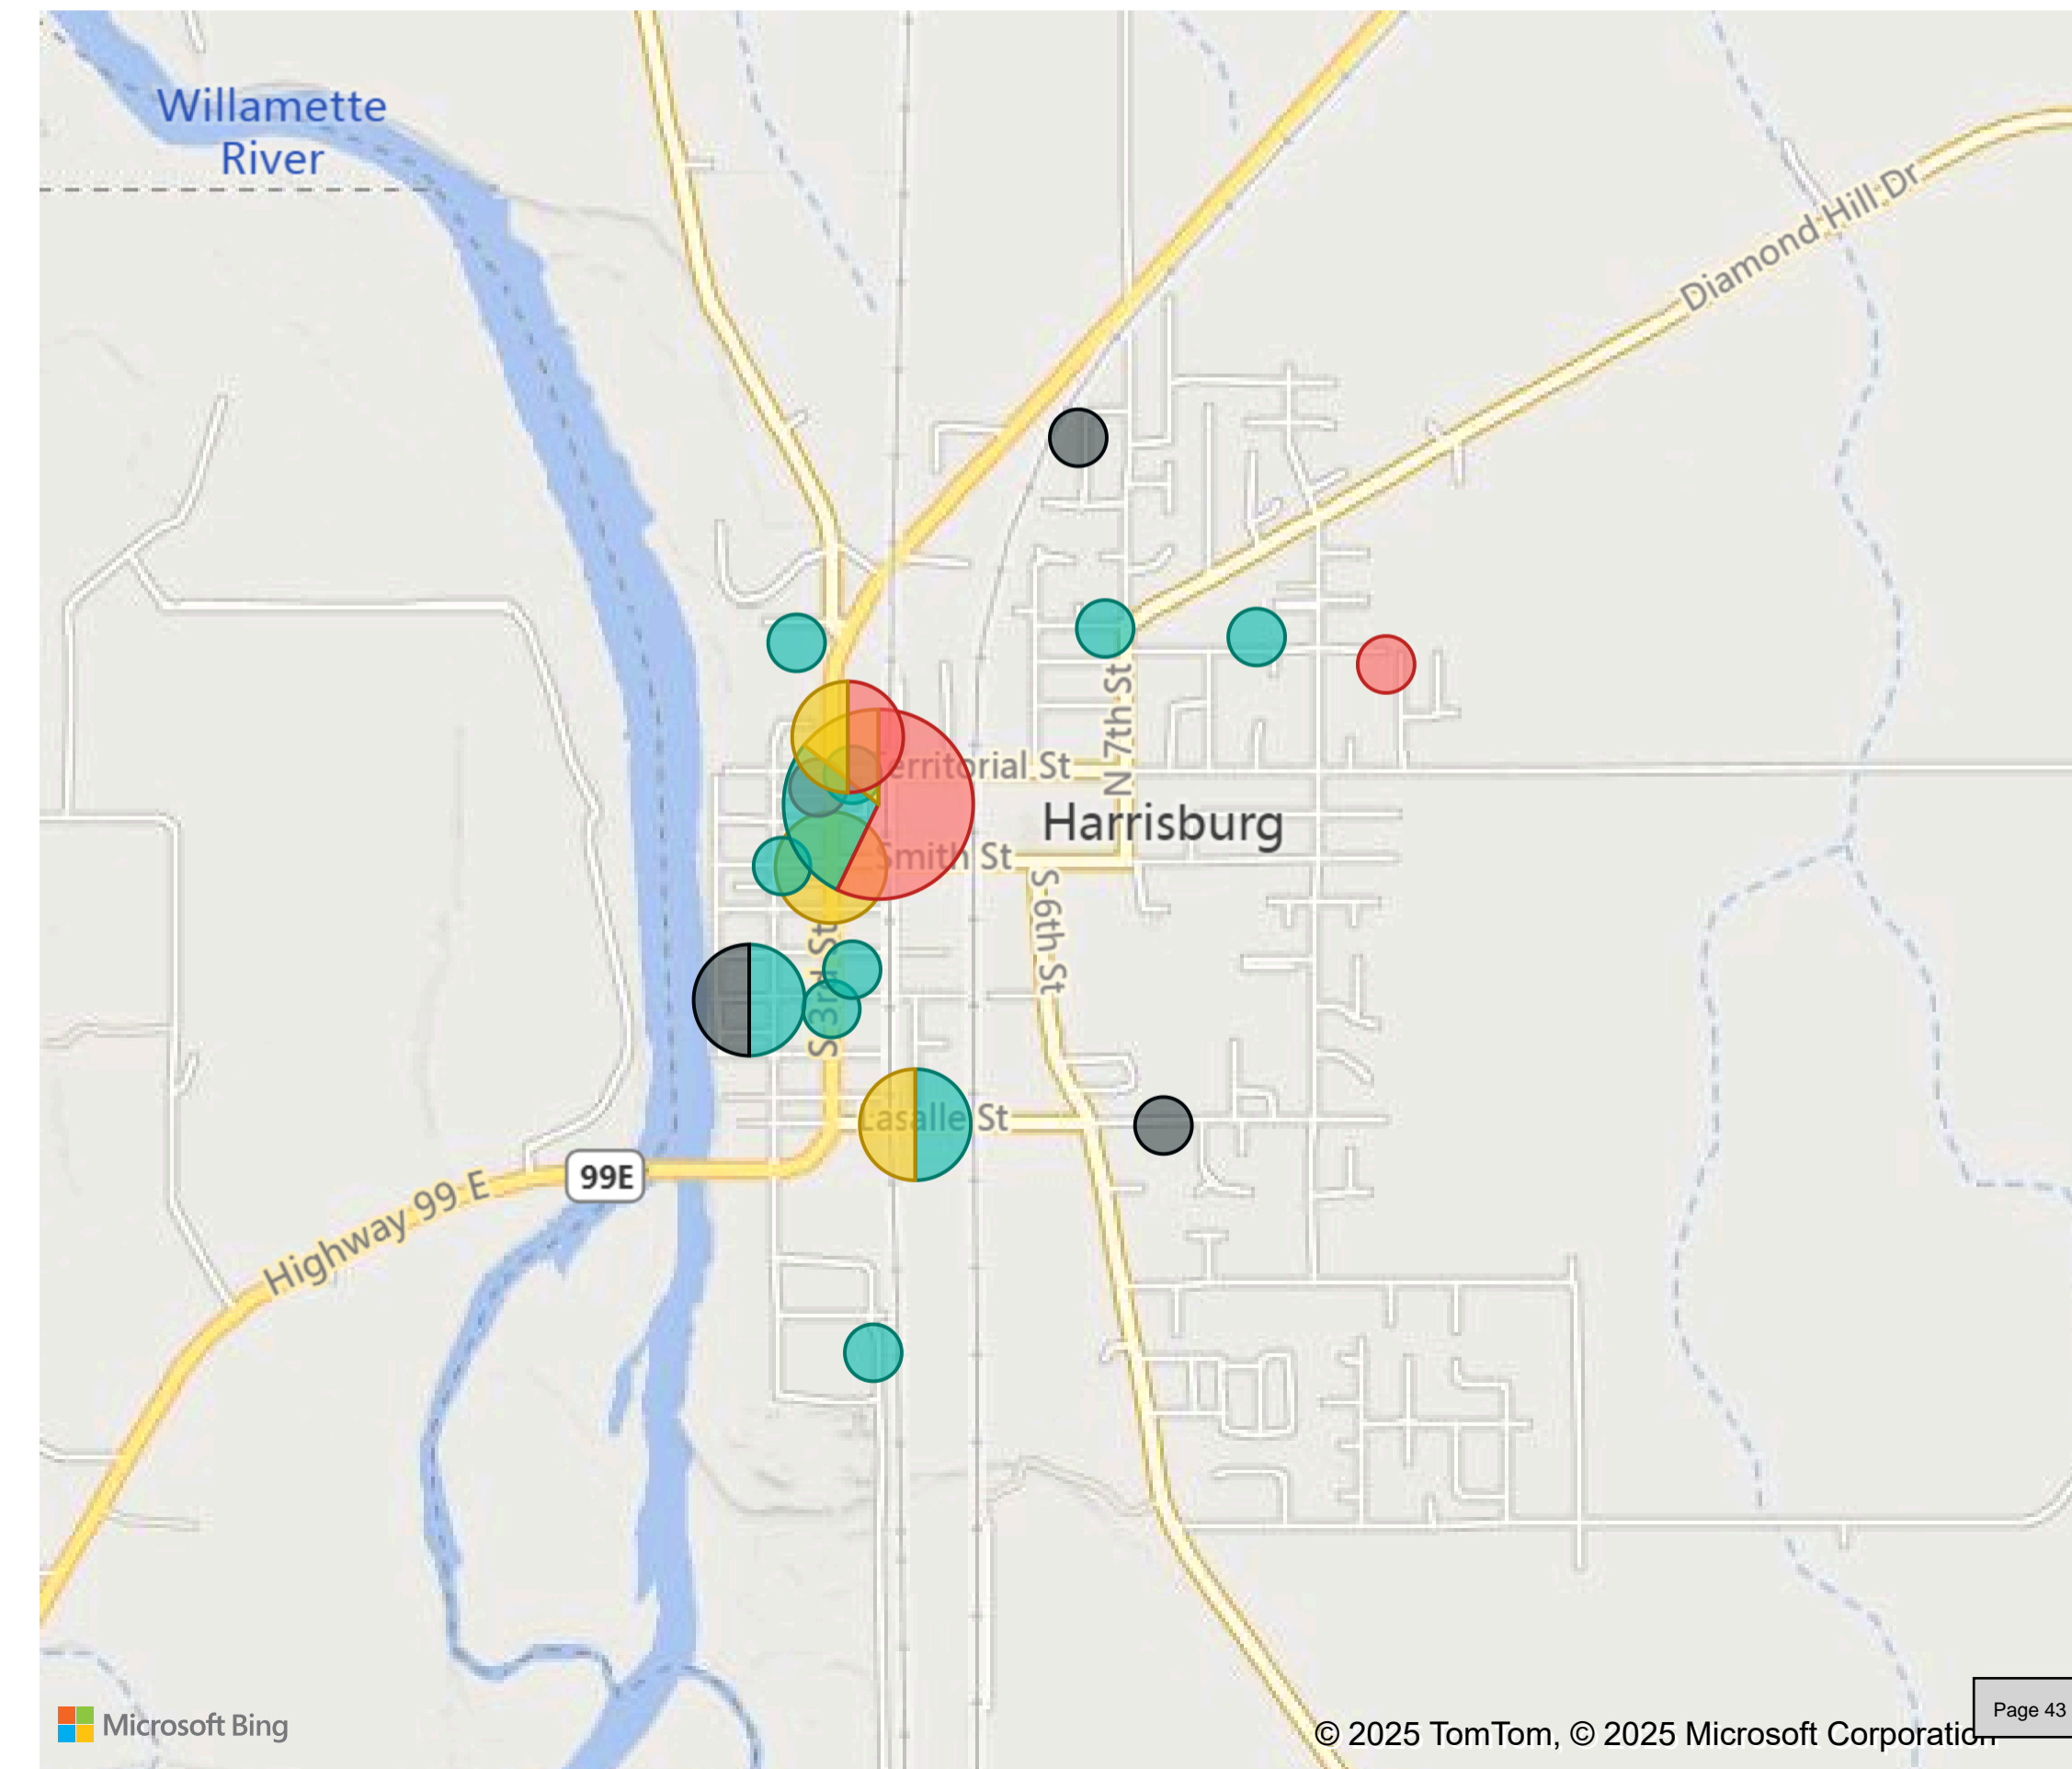 Willamette
River
Diamond Hill Dr
N 7th St
erritorial St
Harrisburg
Smith St
S 6th St
S 3rd St
Lasalle St
99E
Highway 99 E
Microsoft Bing
© 2025 TomTom, © 2025 Microsoft Corporation
Page 43